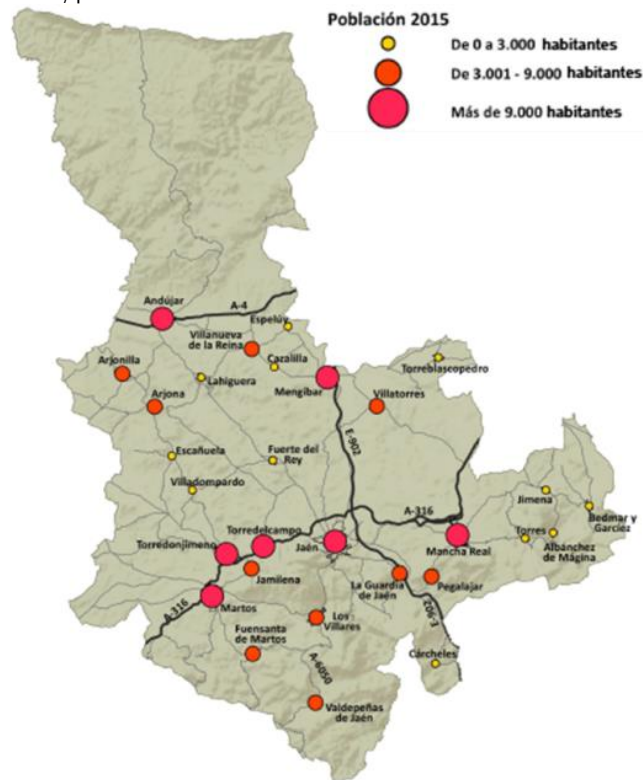 Población 2015
De 0 a 3.000 habitantes
De 3.001 - 9.000 habitantes
Más de 9.000 habitantes
Andújar
A-4
Espelúy
Villanueva
de la Reina
Cazalilla
Arjonilla
Lahiguera
Mengíbar
Torreblascopedro
Arjona
Villatorres
E-902
Escañuela
Fuerte del
Rey
Villadompardo
A-316
Jimena
Bedmar y
Garcíez
Torredelcampo
Jaén
Torres
Torredonjimeno
Mancha Real
Albánchez
de Mágina
Jamilena
La Guardia
de Jaén
Pegalajar
A-316
Martos
Los
Villares
Fuensanta
de Martos
A-6050
Cárcheles
Valdepeñas
de Jaén